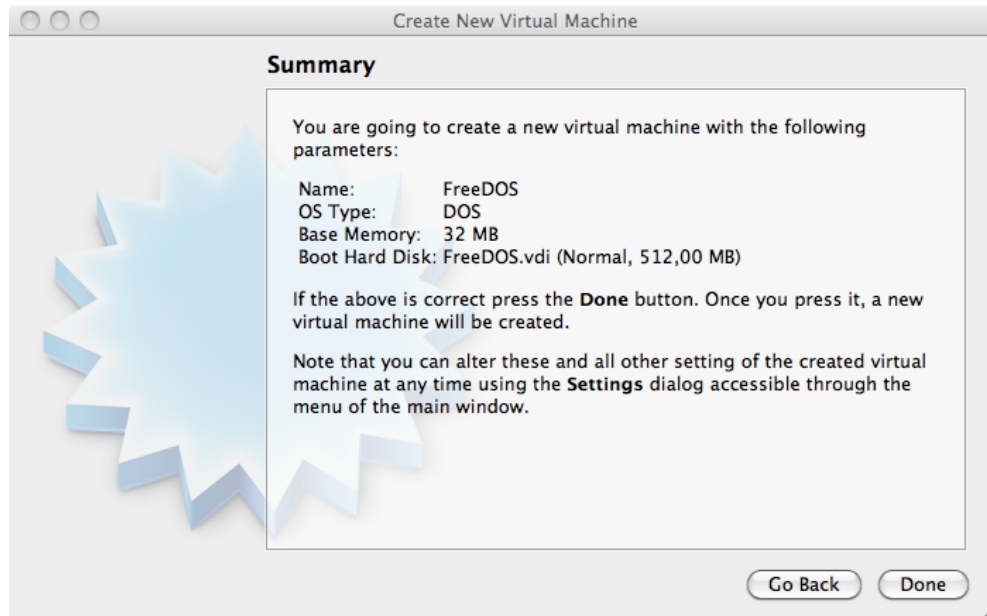 Create New Virtual Machine
Summary
You are going to create a new virtual machine with the following
parameters:
Name: FreeDOS
OS Type: DOS
Base Memory: 32 MB
Boot Hard Disk: FreeDOS.vdi (Normal, 512,00 MB)
If the above is correct press the Done button. Once you press it, a new
virtual machine will be created.
Note that you can alter these and all other setting of the created virtual
machine at any time using the Settings dialog accessible through the
menu of the main window.
Go Back Done